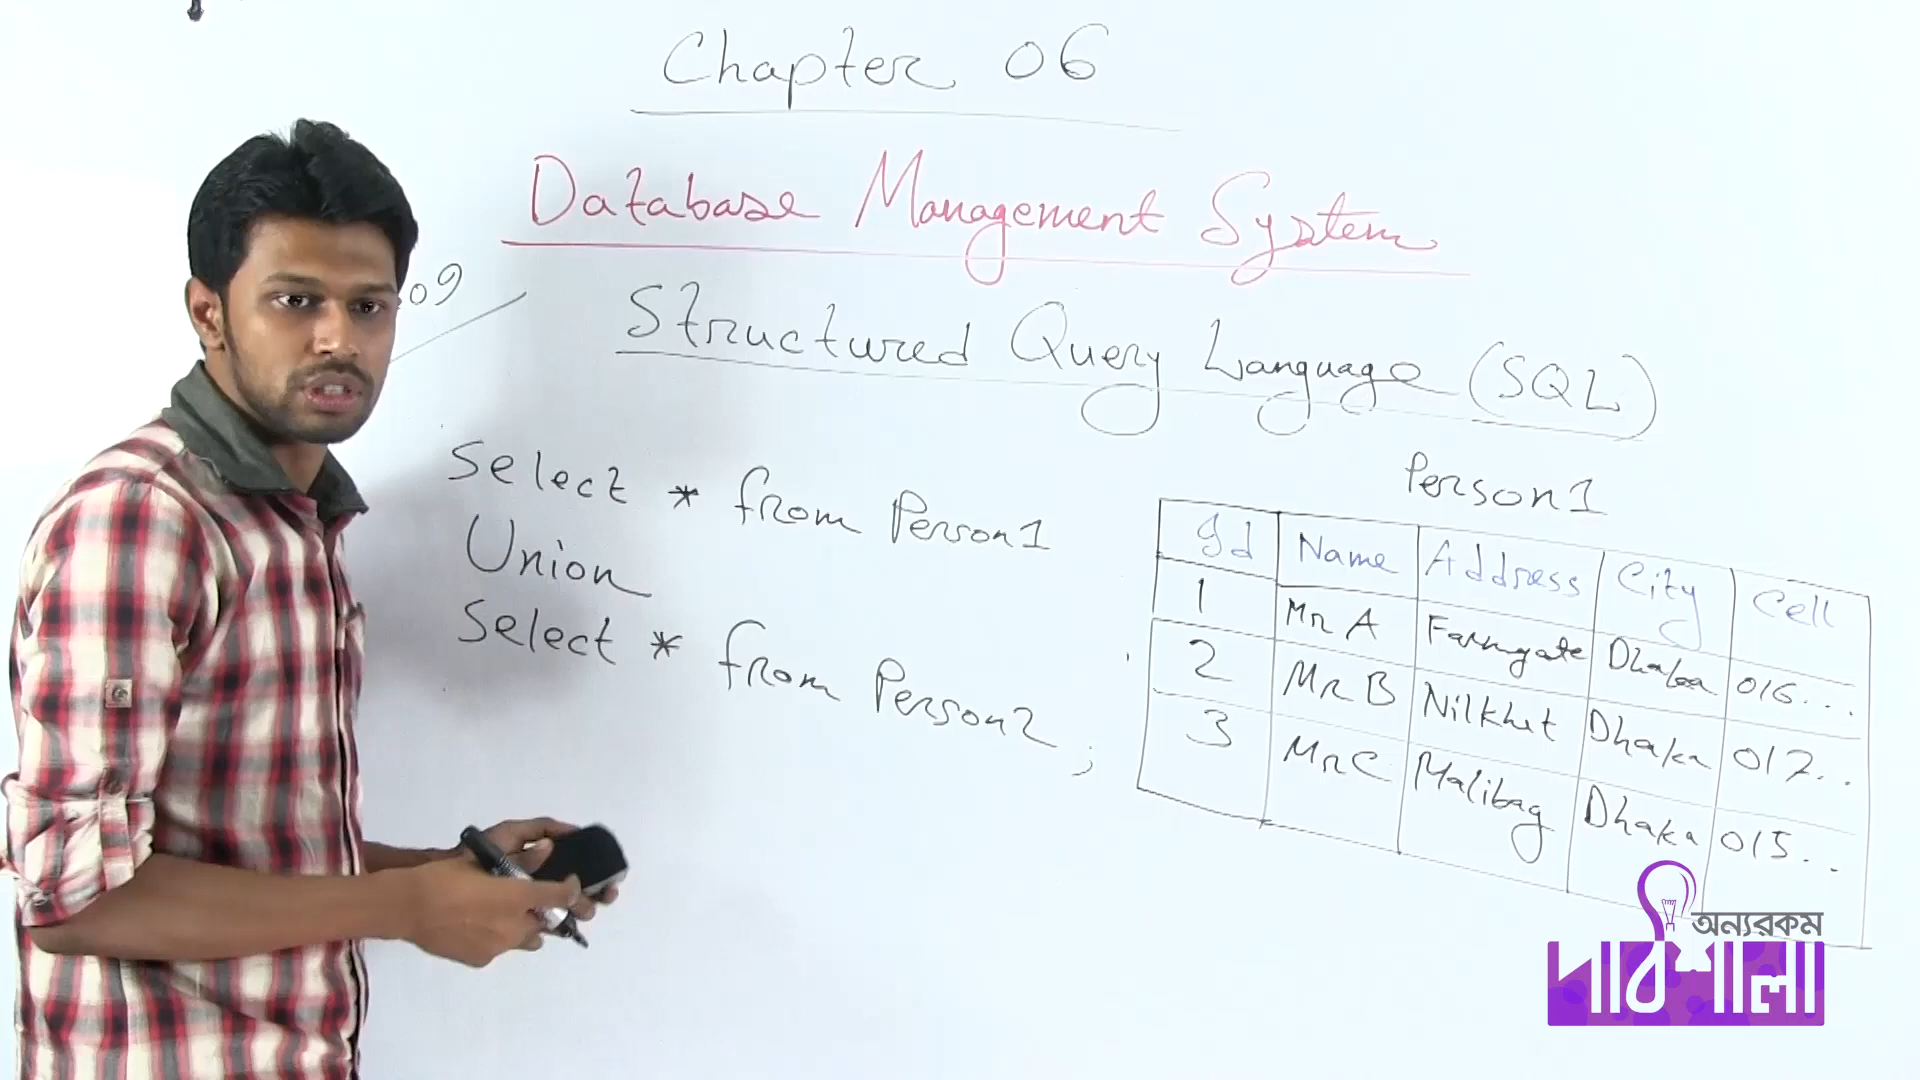 Chapter 06
Database Management System
09
Structured Query Language (SQL)
Select * from Person1
Union
Select * from Person2 ;
Person1
Id Name Address City Cell
1 Mr A Farmgate Dhaka 016...
2 Mr B Nilkhet Dhaka 017..
3 Mr C Malibag Dhaka 015..
অন্যরকম
পাঠশালা